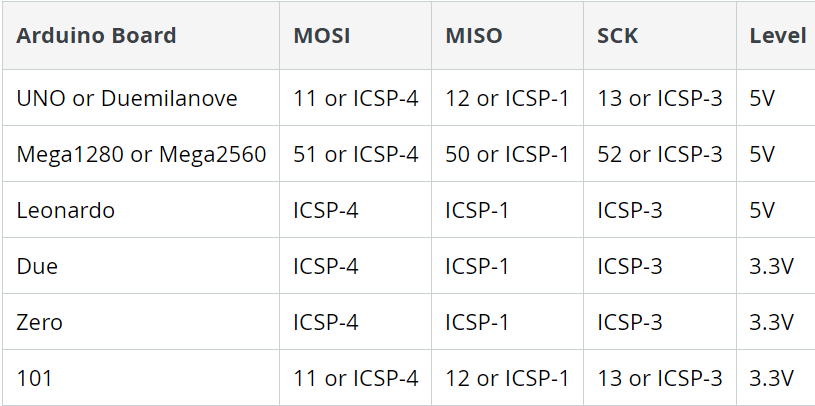 Arduino Board MOSI MISO SCK Level
UNO or Duemilanove 11 or ICSP-4 12 or ICSP-1 13 or ICSP-3 5V
Mega1280 or Mega2560 51 or ICSP-4 50 or ICSP-1 52 or ICSP-3 5V
Leonardo ICSP-4 ICSP-1 ICSP-3 5V
Due ICSP-4 ICSP-1 ICSP-3 3.3V
Zero ICSP-4 ICSP-1 ICSP-3 3.3V
101 11 or ICSP-4 12 or ICSP-1 13 or ICSP-3 3.3V